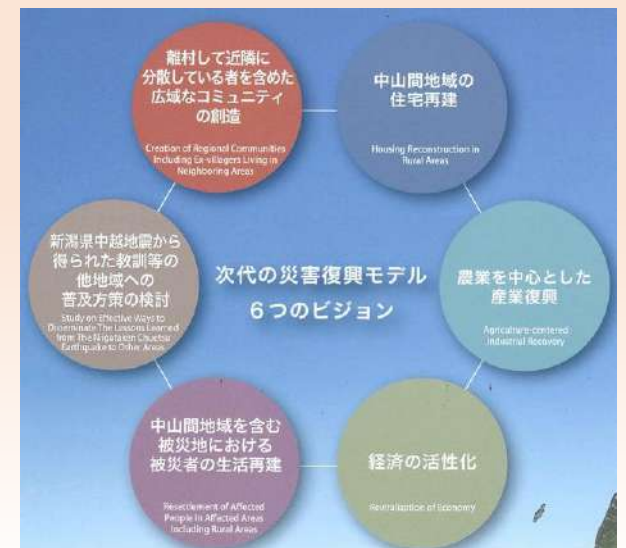 離村して近隣に
分散している者を含めた
広域なコミュニティ
の創造
Creation of Regional Communities
Including Ex-villagers Living in
Neighboring Areas
中山間地域の
住宅再建
Housing Reconstruction in
Rural Areas
新潟県中越地震から
得られた教訓等の
他地域への
普及方策の検討
Study on Effective Ways to
Disseminate The Lessons Learned
from The Niigataken Chuetsu
Earthquake to Other Areas
次代の災害復興モデル
6つのビジョン
農業を中心とした
産業復興
Agriculture-centered
Industrial Recovery
中山間地域を含む
被災地における
被災者の生活再建
Resettlement of Affected
People in Affected Areas
Including Rural Areas
経済の活性化
Revitalization of Economy